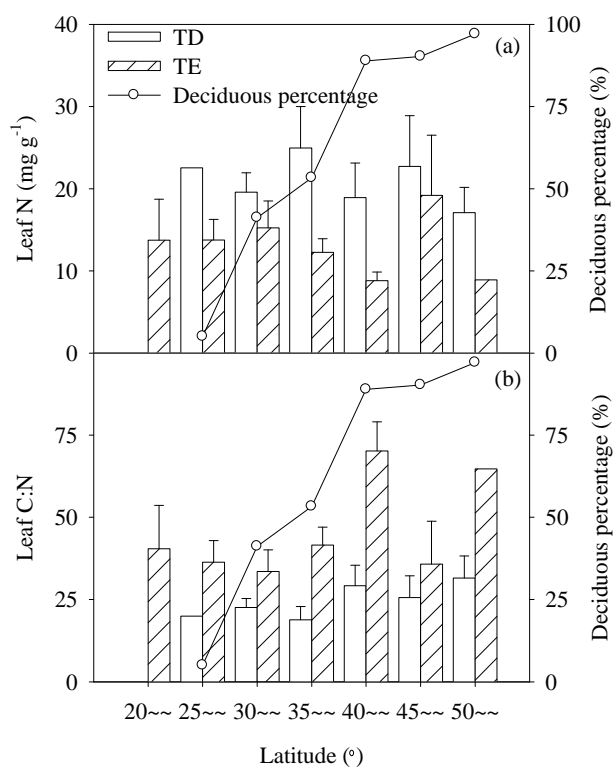 TD
TE
Deciduous percentage
(a)
40
30
20
10
0
Leaf N (mg g-1)
100
75
50
25
0
Deciduous percentage (%)
(b)
75
50
25
0
Leaf C:N
75
50
25
0
Deciduous percentage (%)
20~~ 25~~ 30~~ 35~~ 40~~ 45~~ 50~~
Latitude (°)